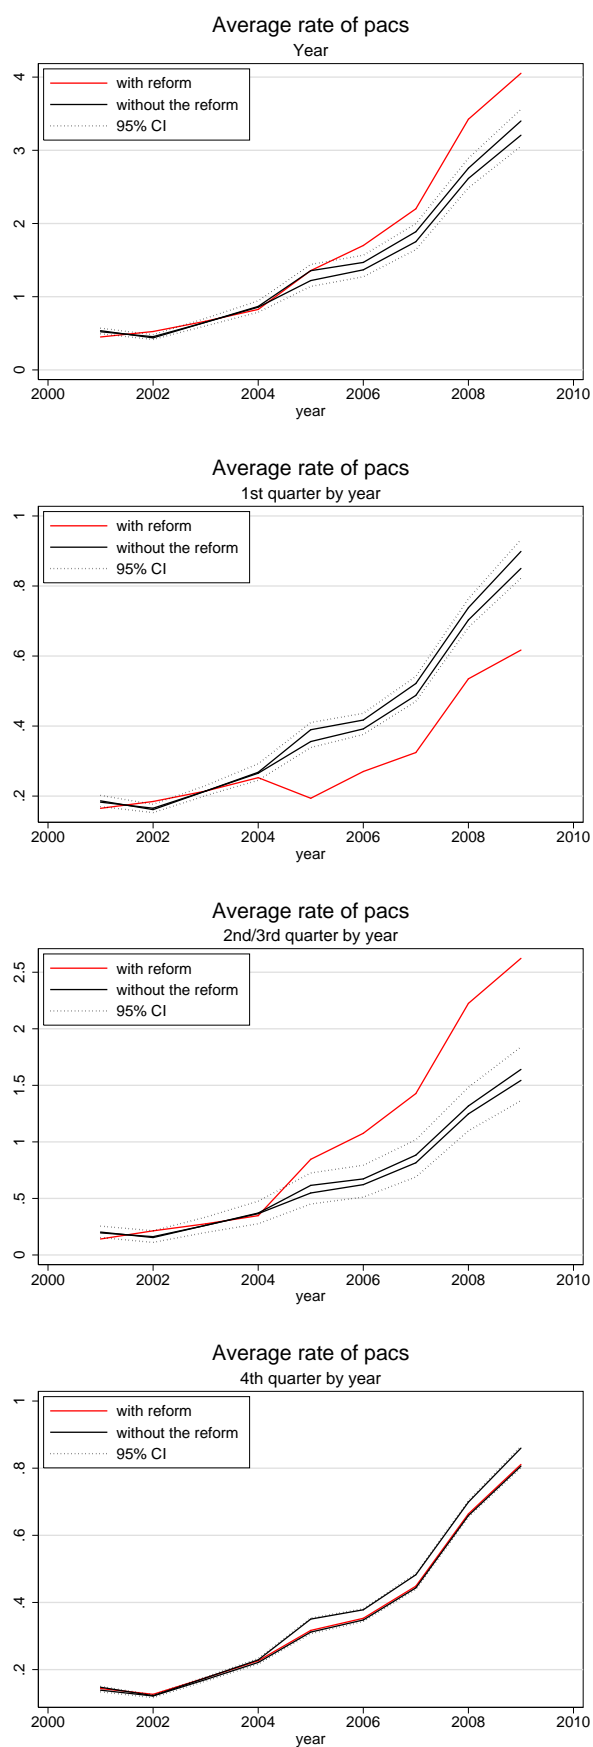 Average rate of pacs
Year
with reform
without the reform
95% CI
4
3
2
1
0
2000 2002 2004 2006 2008 2010
year
Average rate of pacs
1st quarter by year
with reform
without the reform
95% CI
1
.8
.6
.4
.2
2000 2002 2004 2006 2008 2010
year
Average rate of pacs
2nd/3rd quarter by year
with reform
without the reform
95% CI
2.5
2
1.5
1
.5
0
2000 2002 2004 2006 2008 2010
year
Average rate of pacs
4th quarter by year
with reform
without the reform
95% CI
1
.8
.6
.4
.2
2000 2002 2004 2006 2008 2010
year